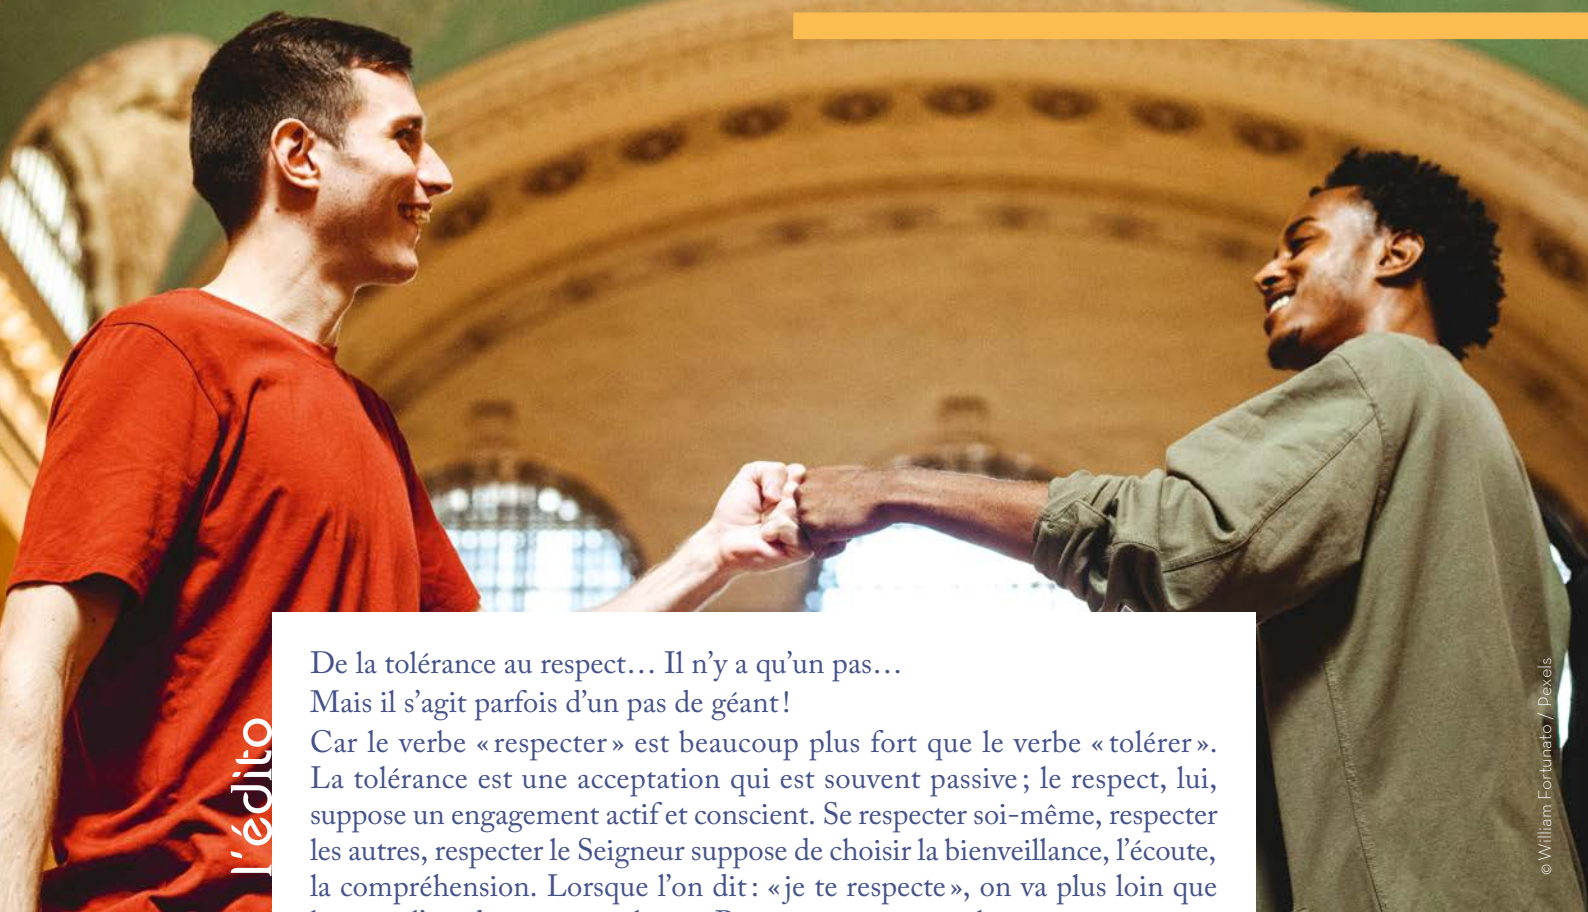 De la tolérance au respect… Il n’y a qu’un pas…
Mais il s’agit parfois d’un pas de géant !
Car le verbe « respecter » est beaucoup plus fort que le verbe « tolérer ».
La tolérance est une acceptation qui est souvent passive ; le respect, lui,
suppose un engagement actif et conscient. Se respecter soi-même, respecter
les autres, respecter le Seigneur suppose de choisir la bienveillance, l’écoute,
la compréhension. Lorsque l’on dit : « je te respecte », on va plus loin que
l’édito
© William Fortunato / Pexels